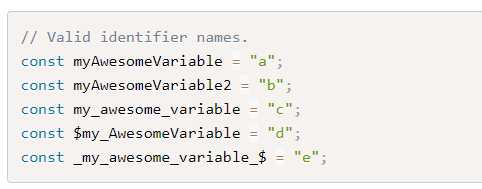 // Valid identifier names.
const myAwesomeVariable = "a";
const myAwesomeVariable2 = "b";
const my_awesome_variable = "c";
const $my_AwesomeVariable = "d";
const _my_awesome_variable_$ = "e";